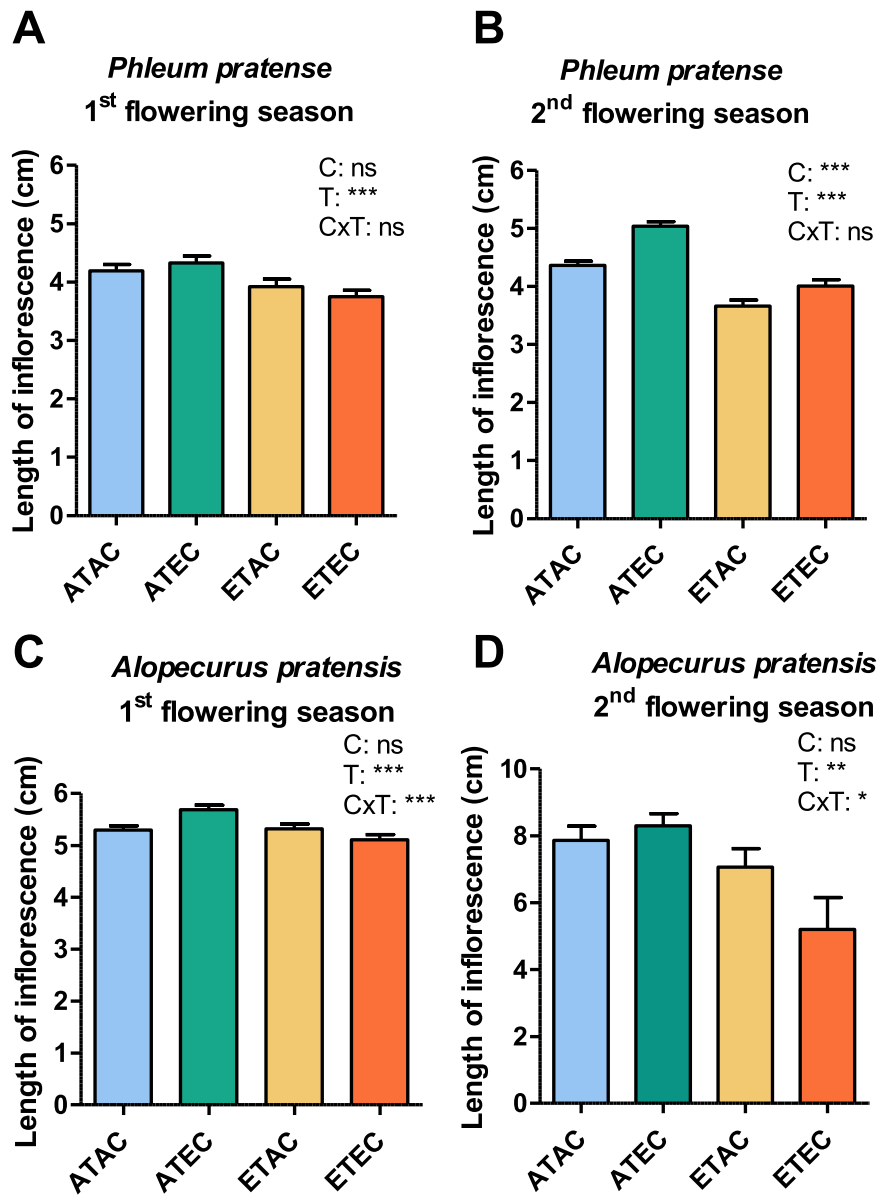 A
Phleum pratense
1st flowering season
C: ns
T: ***
CxT: ns
Length of inflorescence (cm)
6
5
4
3
2
1
0
ATAC
ATEC
ETAC
ETEC
B
Phleum pratense
2nd flowering season
C: ***
T: ***
CxT: ns
Length of inflorescence (cm)
6
5
4
3
2
1
0
ATAC
ATEC
ETAC
ETEC
C
Alopecurus pratensis
1st flowering season
C: ns
T: ***
CxT: ***
Length of inflorescence (cm)
6
5
4
3
2
1
0
ATAC
ATEC
ETAC
ETEC
D
Alopecurus pratensis
2nd flowering season
C: ns
T: **
CxT: *
Length of inflorescence (cm)
10
8
6
4
2
0
ATAC
ATEC
ETAC
ETEC